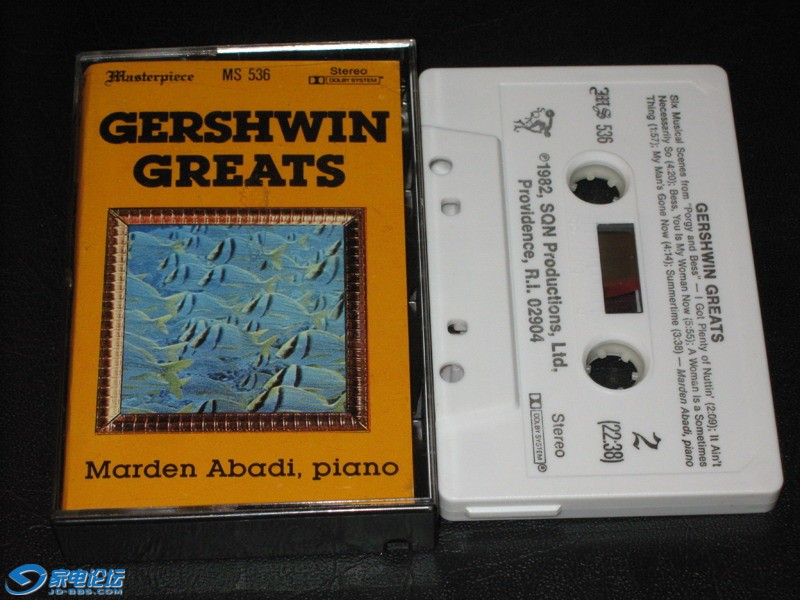 Masterpiece
MS 536
Stereo
DOLBY SYSTEM
GERSHWIN
GREATS
Marden Abadi, piano
GERSHWIN GREATS
Six Musical Scenes from "Porgy and Bess" — I Got Plenty of Nuttin' (2:09); It Ain't
Necessarily So (4:20); Bess, You Is My Woman Now (5:55); A Woman is a Sometimes
Thing (1:57); My Man's Gone Now (4:14); Summertime (3:38) — Marden Abadi, piano
MS 536
2
(22:38)
℗1982, SQN Productions, Ltd.
Providence, R.I. 02904
Stereo
DOLBY SYSTEM
家电论坛
JD-BBS.COM